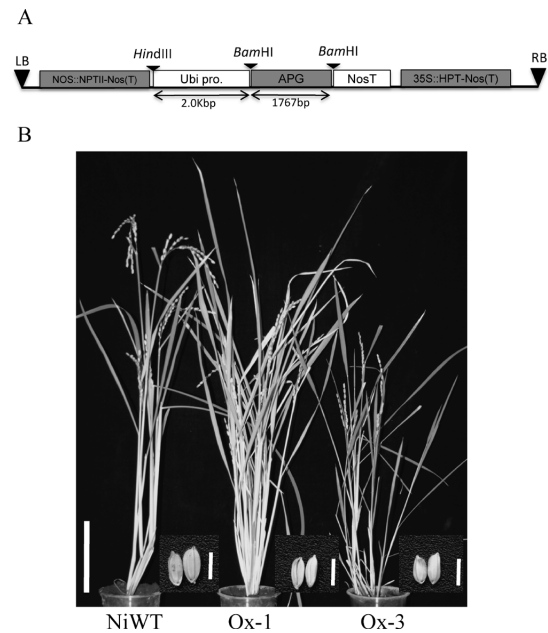 A
HindIII
BamHI
BamHI
LB
RB
NOS::NPTII-Nos(T)
Ubi pro.
APG
NosT
35S::HPT-Nos(T)
2.0Kbp
1767bp
B
NiWT
Ox-1
Ox-3